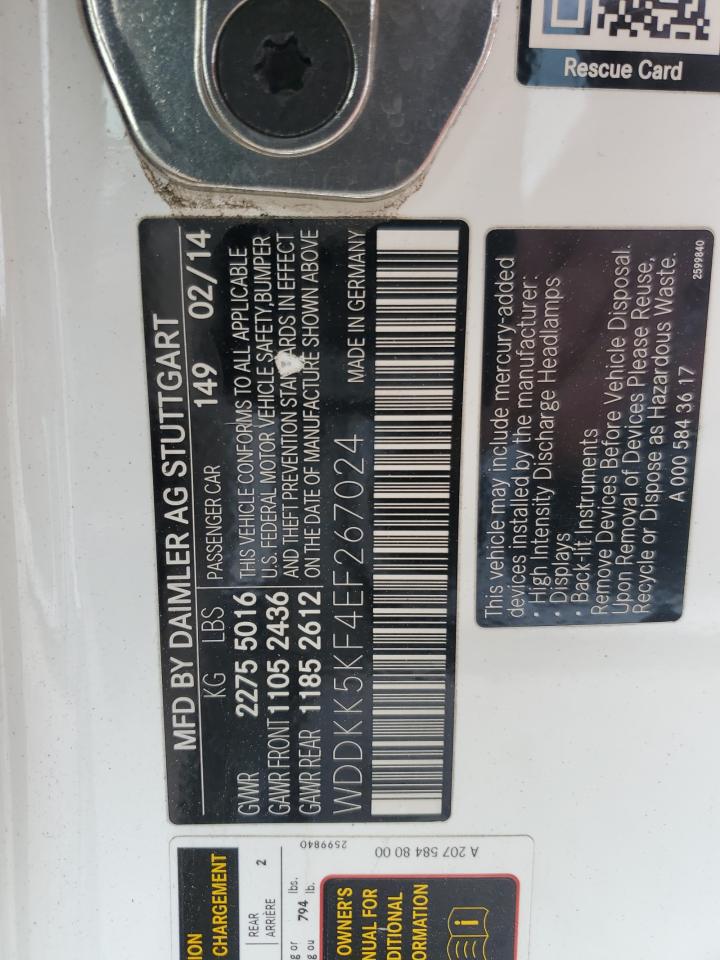 Rescue Card
MFD BY DAIMLER AG STUTTGART
KG LBS PASSENGER CAR 149 02/14
GVWR 2275 5016 THIS VEHICLE CONFORMS TO ALL APPLICABLE
GAWR FRONT 1105 2436 U.S. FEDERAL MOTOR VEHICLE SAFETY,BUMPER
GAWR REAR 1185 2612 AND THEFT PREVENTION STANDARDS IN EFFECT
ON THE DATE OF MANUFACTURE SHOWN ABOVE
WDDKK5KF4EF267024 MADE IN GERMANY
This vehicle may include mercury-added
devices installed by the manufacturer:
• High Intensity Discharge Headlamps
• Displays
• Back-lit Instruments
Remove Devices Before Vehicle Disposal.
Upon Removal of Devices Please Reuse,
Recycle or Dispose as Hazardous Waste.
A 000 584 36 17
2599840
CHARGEMENT
REAR 2
ARRIÈRE
g or lbs.
g ou 794 lb.
2599840
A 207 584 80 00
OWNER'S
FOR
i